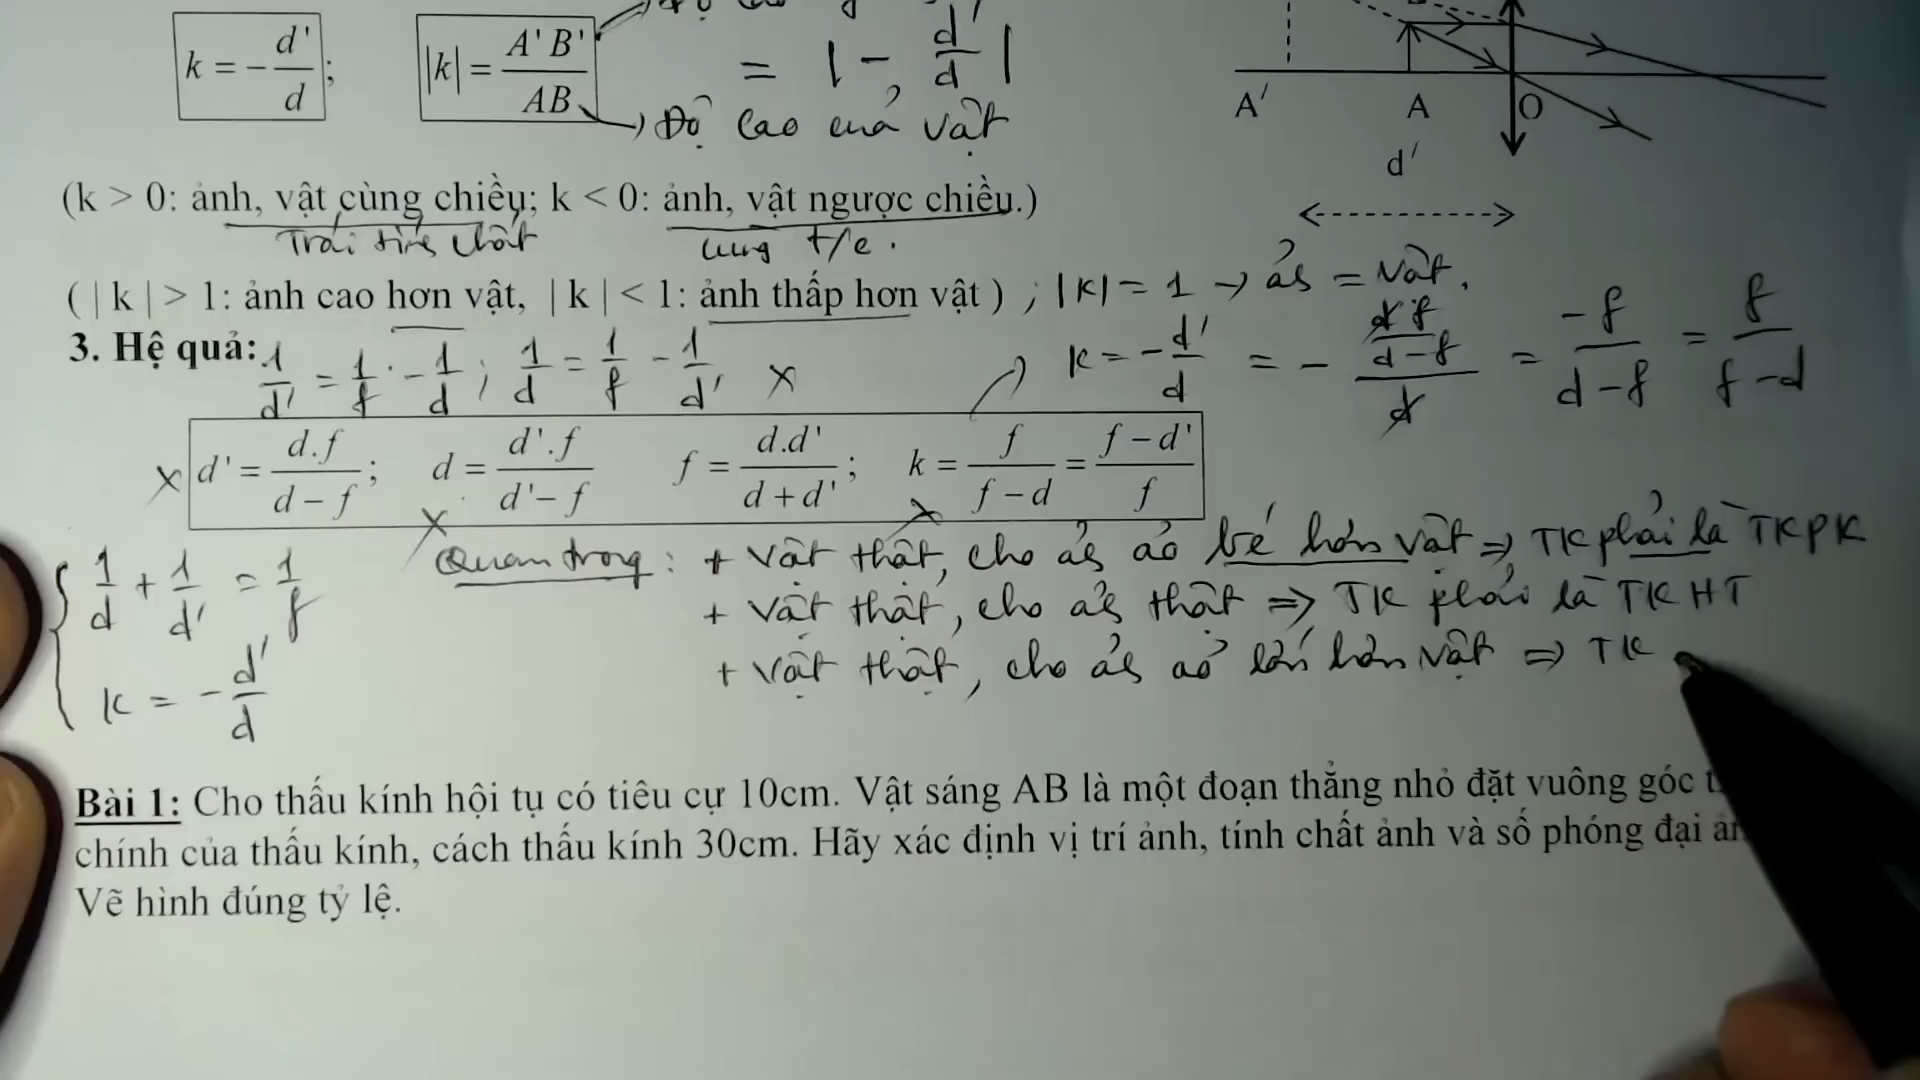 k = - d' / d ;
|k| = A'B' / AB
= | - d' / d |
Độ cao của vật
A' A O
d'
(k > 0: ảnh, vật cùng chiều; k < 0: ảnh, vật ngược chiều.)
Trái tính chất cùng t/c.
( | k | > 1: ảnh cao hơn vật, | k | < 1: ảnh thấp hơn vật ) ; |k| = 1 → ảs = vật.
3. Hệ quả:
1/d' = 1/f - 1/d ; 1/d = 1/f - 1/d' x
k = - d'/d = - (df/(d-f))/d = -f/(d-f) = f/(f-d)
x d' = d.f/(d-f) ; d = d'.f/(d'-f) f = d.d'/(d+d') ; k = f/(f-d) = (f-d')/f
x x
1/d + 1/d' = 1/f
k = - d'/d
Quan trọng: + Vật thật, cho ảs ảo bé hơn vật ⇒ TK phải là TKPK
+ Vật thật, cho ảs thật ⇒ TK phải là TKHT
+ Vật thật, cho ảs ảo lớn hơn vật ⇒ TK
Bài 1: Cho thấu kính hội tụ có tiêu cự 10cm. Vật sáng AB là một đoạn thẳng nhỏ đặt vuông góc
chính của thấu kính, cách thấu kính 30cm. Hãy xác định vị trí ảnh, tính chất ảnh và số phóng đại
Vẽ hình đúng tỷ lệ.